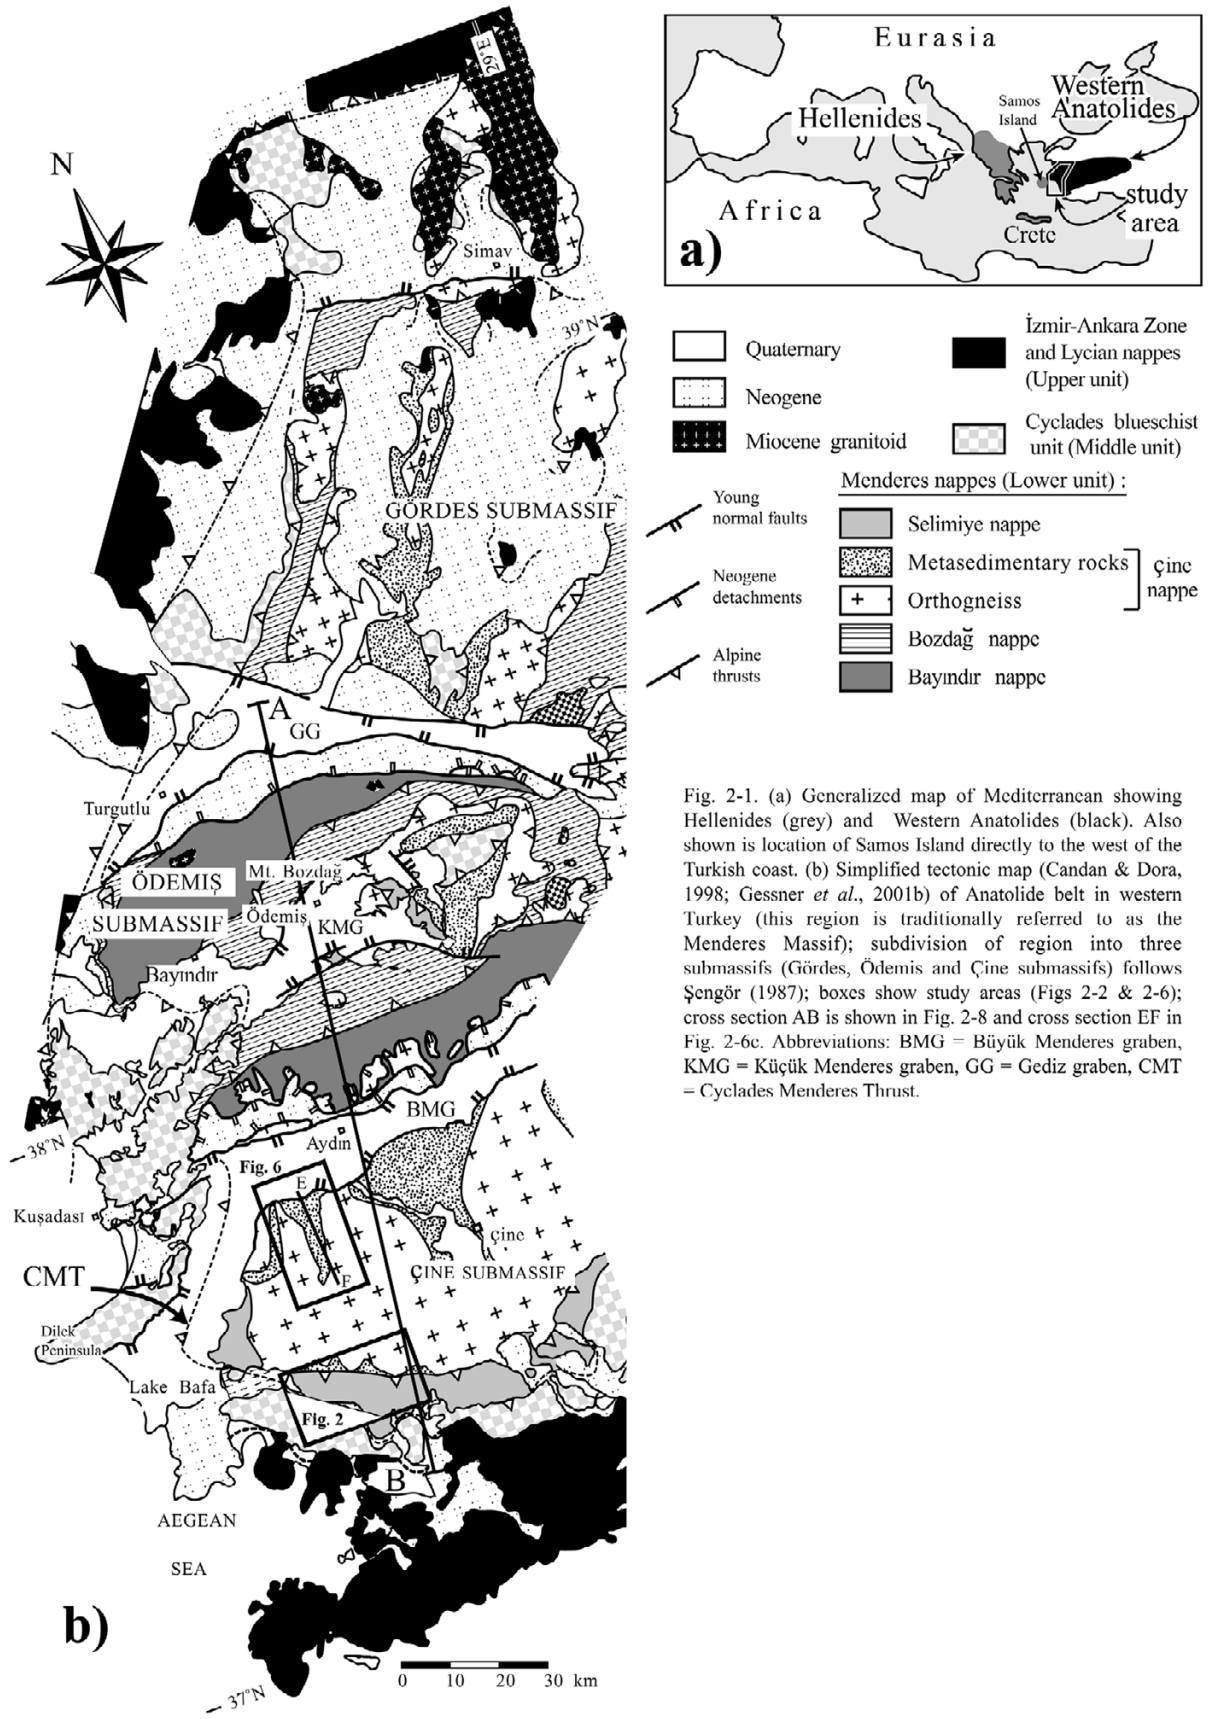 29°E
N
Simav
39°N
GÖRDES SUBMASSIF
A
GG
Turgutlu
ÖDEMIŞ
SUBMASSIF
Mt. Bozdağ
Ödemiş
KMG
Bayındır
38°N
BMG
Aydın
Fig. 6
E
F
Kuşadası
çine
ÇINE SUBMASSIF
CMT
Dilek
Peninsula
Lake Bafa
Fig. 2
B
AEGEAN
SEA
b)
0 10 20 30 km
37°N
Eurasia
Western
Anatolides
Samos
Island
Hellenides
Africa
study
area
Crete
a)
Quaternary
Neogene
Miocene granitoid
İzmir-Ankara Zone
and Lycian nappes
(Upper unit)
Cyclades blueschist
unit (Middle unit)
Menderes nappes (Lower unit) :
Young
normal faults
Neogene
detachments
Alpine
thrusts
Selimiye nappe
Metasedimentary rocks
Orthogneiss
çine
nappe
Bozdağ nappe
Bayındır nappe
Fig. 2-1. (a) Generalized map of Mediterranean showing
Hellenides (grey) and Western Anatolides (black). Also
shown is location of Samos Island directly to the west of the
Turkish coast. (b) Simplified tectonic map (Candan & Dora,
1998; Gessner et al., 2001b) of Anatolide belt in western
Turkey (this region is traditionally referred to as the
Menderes Massif); subdivision of region into three
submassifs (Gördes, Ödemis and Çine submassifs) follows
Şengör (1987); boxes show study areas (Figs 2-2 & 2-6);
cross section AB is shown in Fig. 2-8 and cross section EF in
Fig. 2-6c. Abbreviations: BMG = Büyük Menderes graben,
KMG = Küçük Menderes graben, GG = Gediz graben, CMT
= Cyclades Menderes Thrust.